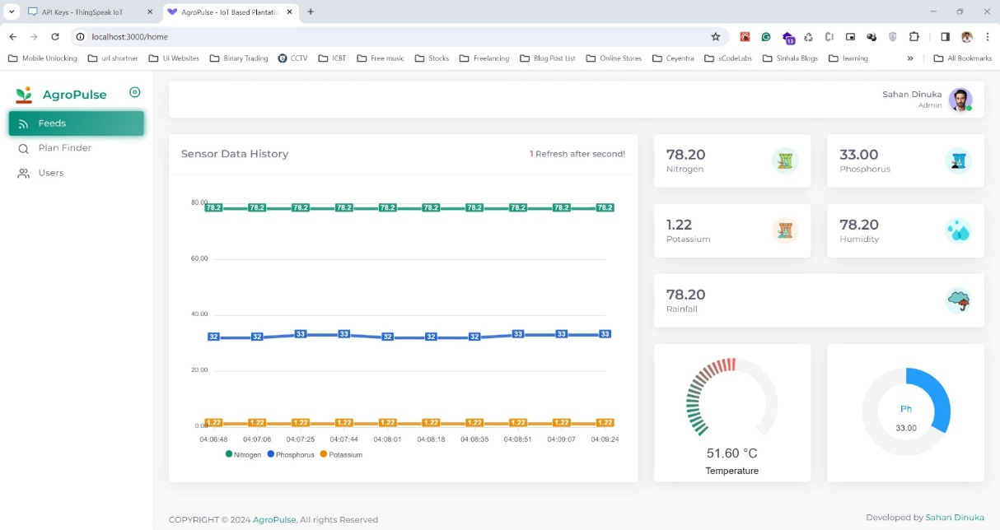 API Keys - ThingSpeak IoT
AgroPulse - IoT Based Plantatio
localhost:3000/home
13
Mobile Unlocking
url shortner
Ui Websites
Binary Trading
CCTV
ICBT
Free music
Stocks
Freelancing
Blog Post List
Online Stores
Ceyentra
sCodeLabs
Sinhala Blogs
learning
»
All Bookmarks
AgroPulse
Feeds
Plan Finder
Users
Sahan Dinuka
Admin
Sensor Data History
1 Refresh after second!
80.00
60.00
40.00
20.00
0.00
78.2 78.2 78.2 78.2 78.2 78.2 78.2 78.2 78.2 78.2
32 32 33 33 32 32 32 33 33 33
1.22 1.22 1.22 1.22 1.22 1.22 1.22 1.22 1.22 1.22
04:06:48 04:07:06 04:07:25 04:07:44 04:08:01 04:08:18 04:08:35 04:08:51 04:09:07 04:09:24
Nitrogen Phosphorus Potassium
78.20
Nitrogen
33.00
Phosphorus
1.22
Potassium
78.20
Humidity
78.20
Rainfall
51.60 °C
Temperature
Ph
33.00
COPYRIGHT © 2024 AgroPulse, All rights Reserved
Developed by Sahan Dinuka